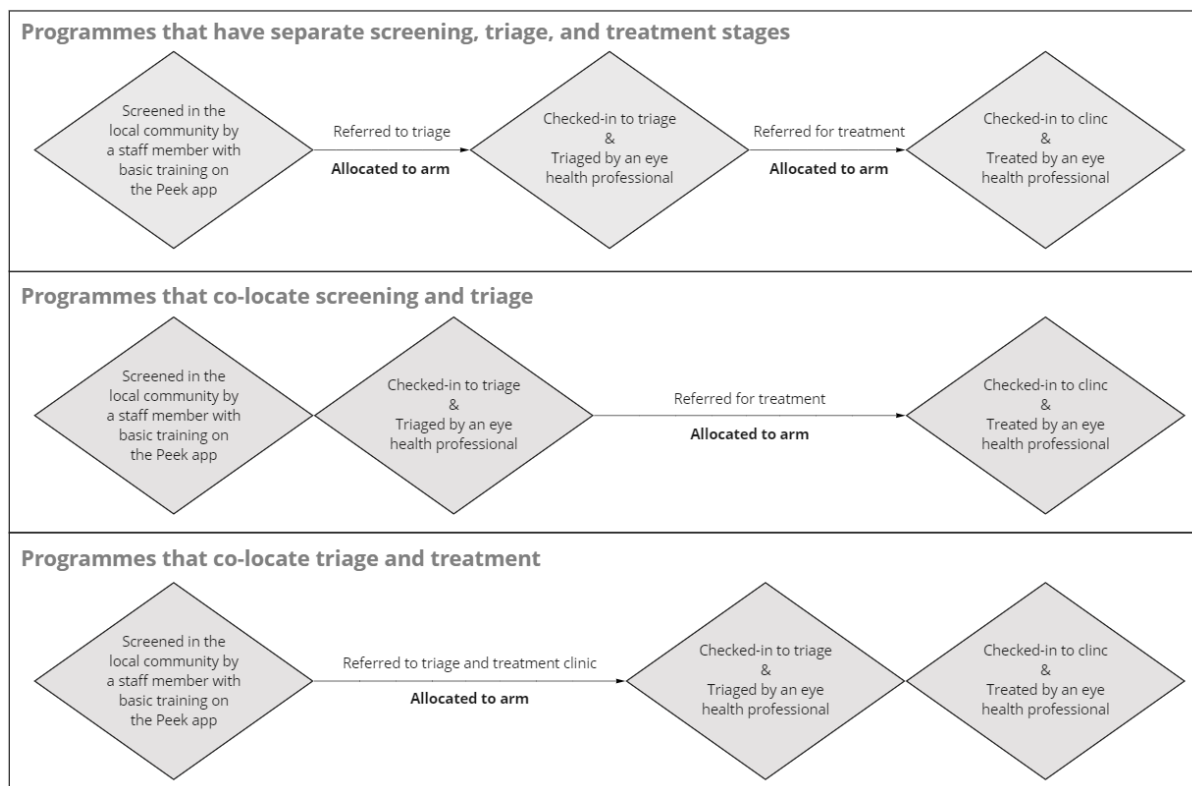 Programmes that have separate screening, triage, and treatment stages
Screened in the
local community by
a staff member with
basic training on
the Peek app
Referred to triage
Allocated to arm
Checked-in to triage
&
Triaged by an eye
health professional
Referred for treatment
Allocated to arm
Checked-in to clinc
&
Treated by an eye
health professional
Programmes that co-locate screening and triage
Screened in the
local community by
a staff member with
basic training on
the Peek app
Checked-in to triage
&
Triaged by an eye
health professional
Referred for treatment
Allocated to arm
Checked-in to clinc
&
Treated by an eye
health professional
Programmes that co-locate triage and treatment
Screened in the
local community by
a staff member with
basic training on
the Peek app
Referred to triage and treatment clinic
Allocated to arm
Checked-in to triage
&
Triaged by an eye
health professional
Checked-in to clinc
&
Treated by an eye
health professional